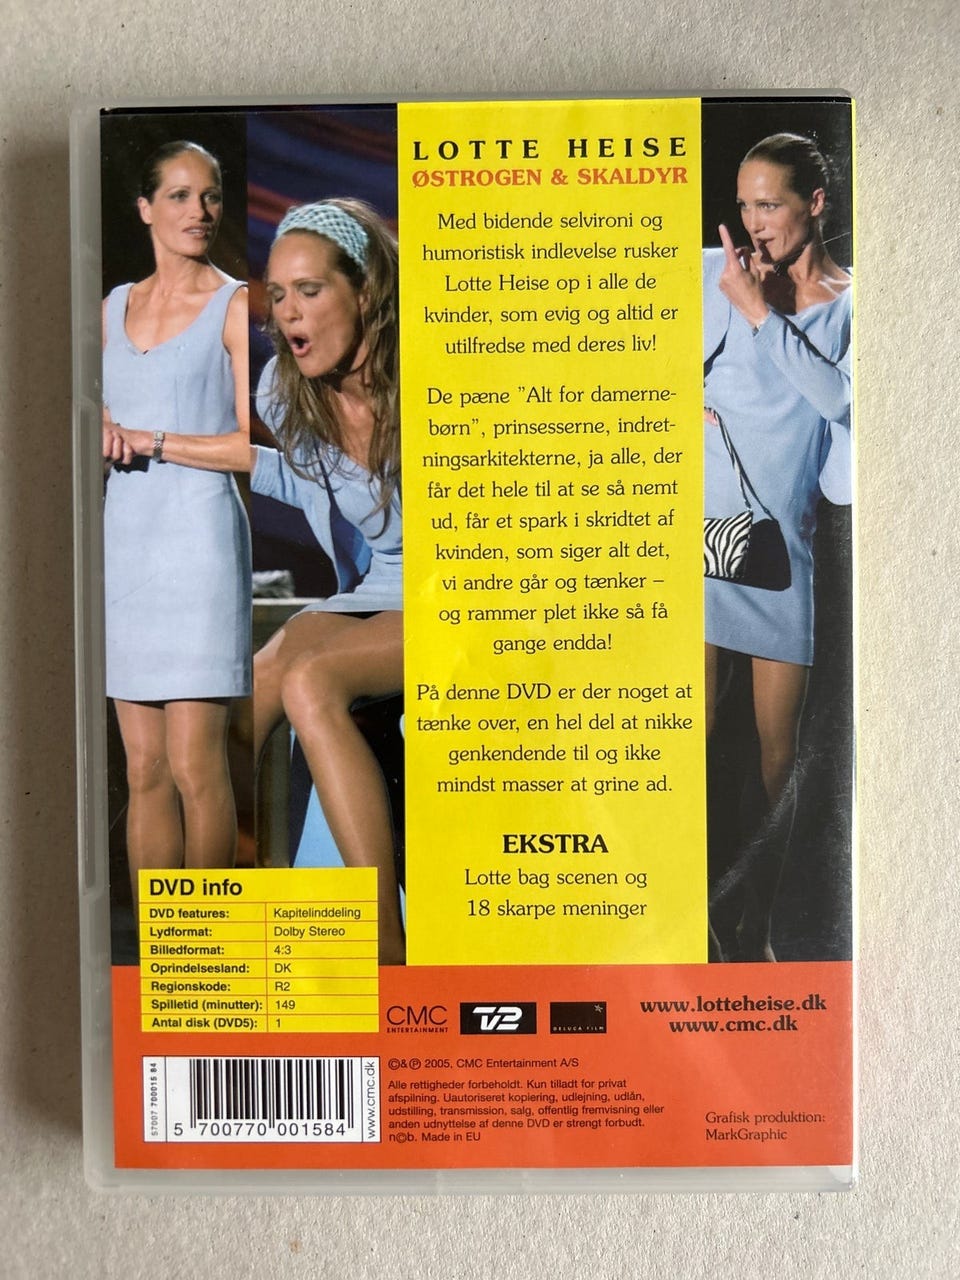 LOTTE HEISE
ØSTROGEN & SKALDYR
Med bidende selvironi og
humoristisk indlevelse rusker
Lotte Heise op i alle de
kvinder, som evig og altid er
utilfredse med deres liv!
De pæne "Alt for damerne-
børn", prinsesserne, indret-
ningsarkitekterne, ja alle, der
får det hele til at se så nemt
ud, får et spark i skridtet af
kvinden, som siger alt det,
vi andre går og tænker –
og rammer plet ikke så få
gange endda!
På denne DVD er der noget at
tænke over, en hel del at nikke
genkendende til og ikke
mindst masser at grine ad.
EKSTRA
Lotte bag scenen og
18 skarpe meninger
DVD info
DVD features: Kapitelinddeling
Lydformat: Dolby Stereo
Billedformat: 4:3
Oprindelsesland: DK
Regionskode: R2
Spilletid (minutter): 149
Antal disk (DVD5): 1
CMC
ENTERTAINMENT
TV2
DELUCA FILM
www.lotteheise.dk
www.cmc.dk
57007 700015 84
5 700770 001584
www.cmc.dk
©&℗ 2005, CMC Entertainment A/S
Alle rettigheder forbeholdt. Kun tilladt for privat
afspilning. Uautoriseret kopiering, udlejning, udlån,
udstilling, transmission, salg, offentlig fremvisning eller
anden udnyttelse af denne DVD er strengt forbudt.
n©b. Made in EU
Grafisk produktion:
MarkGraphic